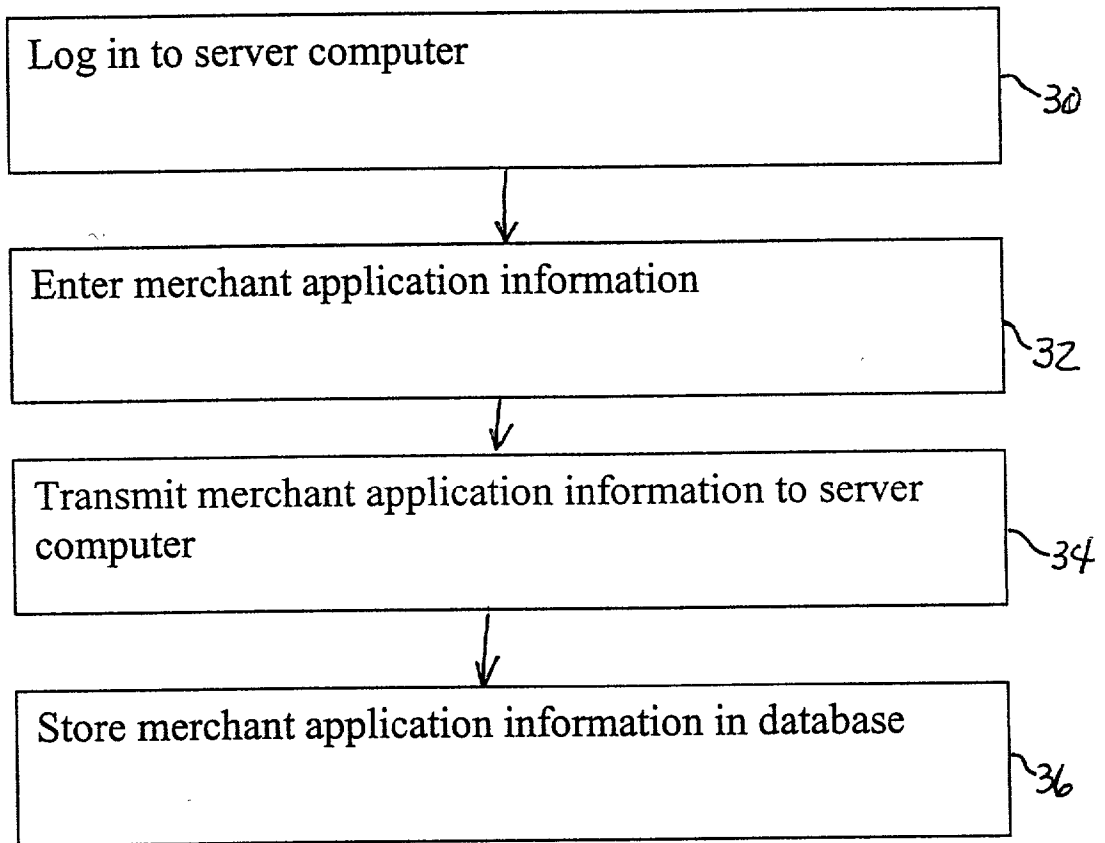 Log in to server computer
30
Enter merchant application information
32
Transmit merchant application information to server
computer
34
Store merchant application information in database
36